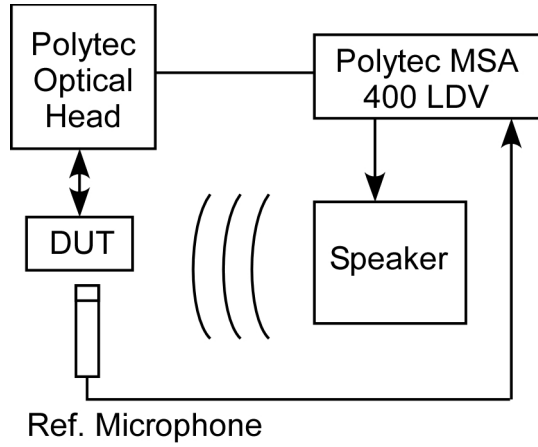 Polytec
Optical
Head
Polytec MSA
400 LDV
DUT
Speaker
Ref. Microphone